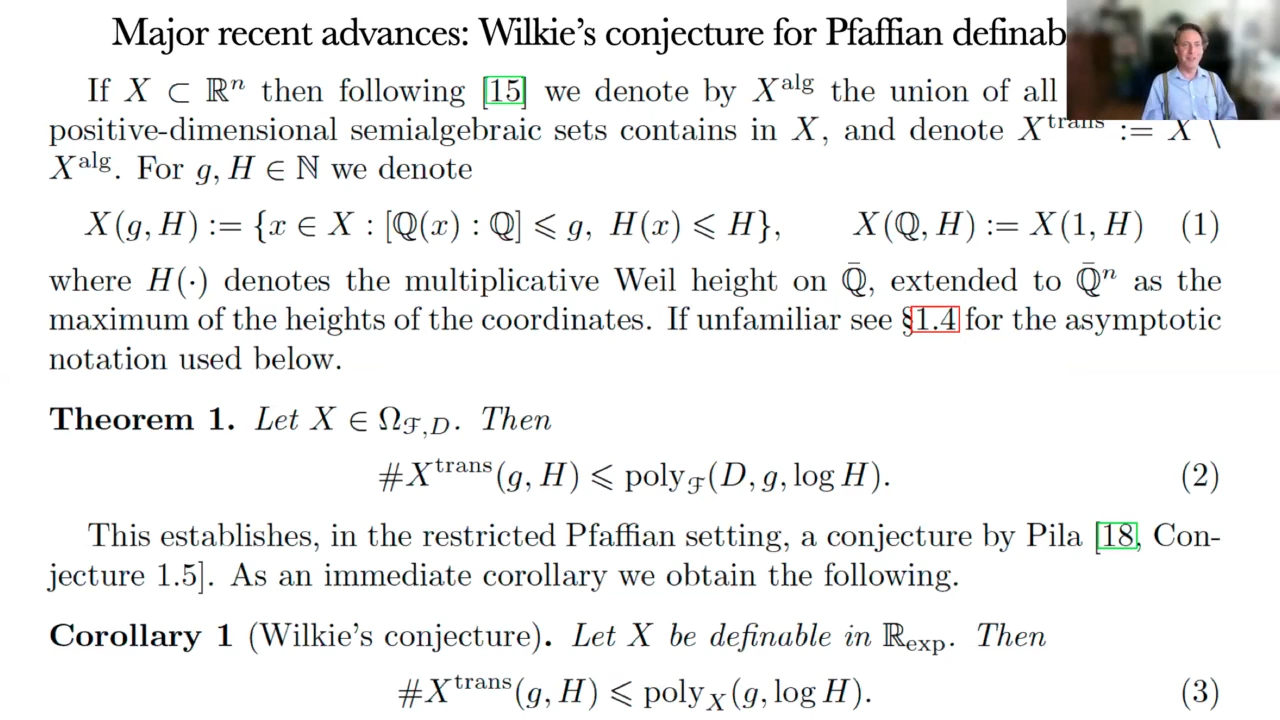 Major recent advances: Wilkie's conjecture for Pfaffian definab
If X ⊂ ℝⁿ then following [15] we denote by X^alg the union of all
positive-dimensional semialgebraic sets contains in X, and denote X^trans := X \
X^alg. For g, H ∈ ℕ we denote
X(g, H) := {x ∈ X : [ℚ(x) : ℚ] ⩽ g, H(x) ⩽ H}, X(ℚ, H) := X(1, H) (1)
where H(·) denotes the multiplicative Weil height on ℚ̄, extended to ℚ̄ⁿ as the
maximum of the heights of the coordinates. If unfamiliar see §1.4 for the asymptotic
notation used below.
Theorem 1. Let X ∈ Ω_{ℱ,D}. Then
#X^trans(g, H) ⩽ poly_ℱ(D, g, log H). (2)
This establishes, in the restricted Pfaffian setting, a conjecture by Pila [18, Con-
jecture 1.5]. As an immediate corollary we obtain the following.
Corollary 1 (Wilkie's conjecture). Let X be definable in ℝ_exp. Then
#X^trans(g, H) ⩽ poly_X(g, log H). (3)